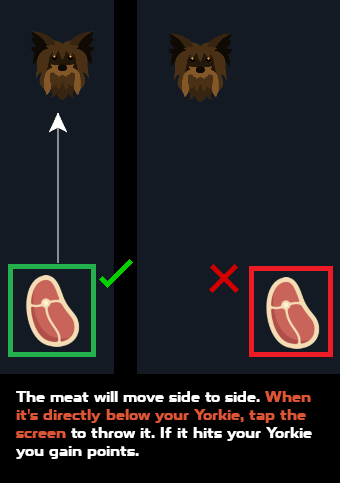 The meat will move side to side. When
it's directly below your Yorkie, tap the
screen to throw it. If it hits your Yorkie
you gain points.